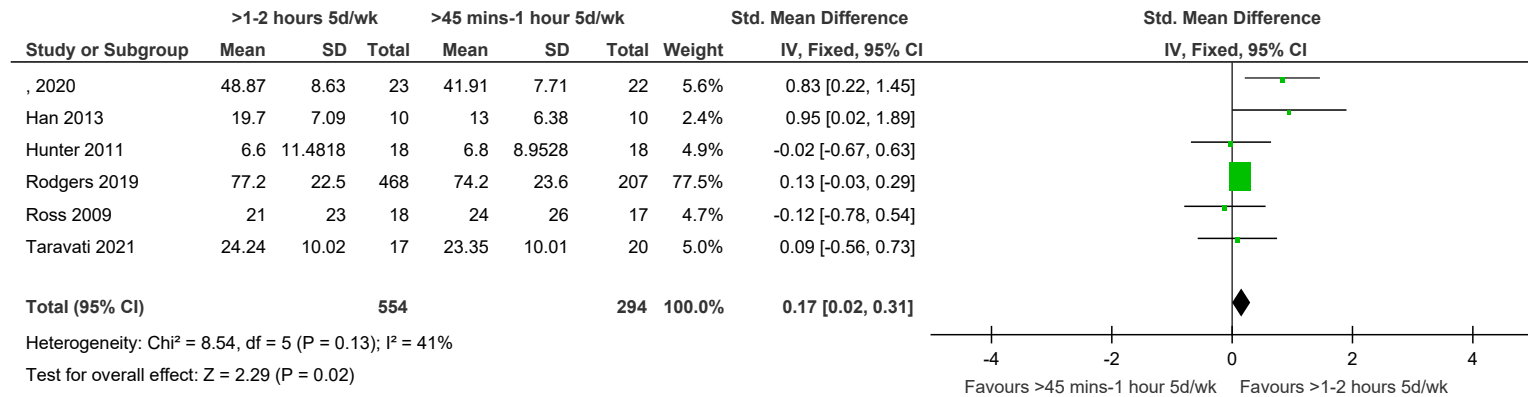 >1-2 hours 5d/wk >45 mins-1 hour 5d/wk Std. Mean Difference Std. Mean Difference
Study or Subgroup Mean SD Total Mean SD Total Weight IV, Fixed, 95% CI IV, Fixed, 95% CI
, 2020 48.87 8.63 23 41.91 7.71 22 5.6% 0.83 [0.22, 1.45]
Han 2013 19.7 7.09 10 13 6.38 10 2.4% 0.95 [0.02, 1.89]
Hunter 2011 6.6 11.4818 18 6.8 8.9528 18 4.9% -0.02 [-0.67, 0.63]
Rodgers 2019 77.2 22.5 468 74.2 23.6 207 77.5% 0.13 [-0.03, 0.29]
Ross 2009 21 23 18 24 26 17 4.7% -0.12 [-0.78, 0.54]
Taravati 2021 24.24 10.02 17 23.35 10.01 20 5.0% 0.09 [-0.56, 0.73]
Total (95% CI) 554 294 100.0% 0.17 [0.02, 0.31]
Heterogeneity: Chi² = 8.54, df = 5 (P = 0.13); I² = 41%
Test for overall effect: Z = 2.29 (P = 0.02)
-4 -2 0 2 4
Favours >45 mins-1 hour 5d/wk Favours >1-2 hours 5d/wk